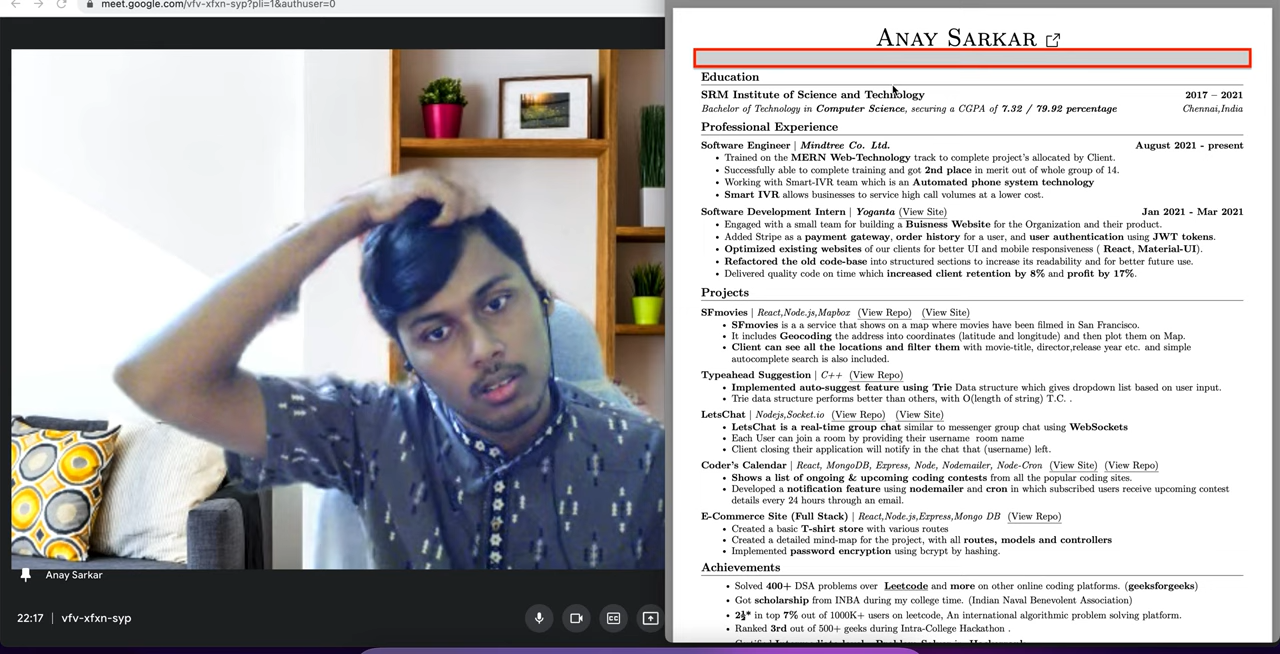 meet.google.com/vfv-xfxn-syp?pli=1&authuser=0
Anay Sarkar
22:17 | vfv-xfxn-syp
CC
ANAY SARKAR
Education
SRM Institute of Science and Technology 2017 – 2021
Bachelor of Technology in Computer Science, securing a CGPA of 7.32 / 79.92 percentage Chennai,India
Professional Experience
Software Engineer | Mindtree Co. Ltd. August 2021 - present
• Trained on the MERN Web-Technology track to complete project's allocated by Client.
• Successfully able to complete training and got 2nd place in merit out of whole group of 14.
• Working with Smart-IVR team which is an Automated phone system technology
• Smart IVR allows businesses to service high call volumes at a lower cost.
Software Development Intern | Yoganta (View Site) Jan 2021 - Mar 2021
• Engaged with a small team for building a Buisness Website for the Organization and their product.
• Added Stripe as a payment gateway, order history for a user, and user authentication using JWT tokens.
• Optimized existing websites of our clients for better UI and mobile responsiveness ( React, Material-UI).
• Refactored the old code-base into structured sections to increase its readability and for better future use.
• Delivered quality code on time which increased client retention by 8% and profit by 17%.
Projects
SFmovies | React,Node.js,Mapbox (View Repo) (View Site)
• SFmovies is a a service that shows on a map where movies have been filmed in San Francisco.
• It includes Geocoding the address into coordinates (latitude and longitude) and then plot them on Map.
• Client can see all the locations and filter them with movie-title, director,release year etc. and simple
autocomplete search is also included.
Typeahead Suggestion | C++ (View Repo)
• Implemented auto-suggest feature using Trie Data structure which gives dropdown list based on user input.
• Trie data structure performs better than others, with O(length of string) T.C. .
LetsChat | Nodejs,Socket.io (View Repo) (View Site)
• LetsChat is a real-time group chat similar to messenger group chat using WebSockets
• Each User can join a room by providing their username room name
• Client closing their application will notify in the chat that (username) left.
Coder's Calendar | React, MongoDB, Express, Node, Nodemailer, Node-Cron (View Site) (View Repo)
• Shows a list of ongoing & upcoming coding contests from all the popular coding sites.
• Developed a notification feature using nodemailer and cron in which subscribed users receive upcoming contest
details every 24 hours through an email.
E-Commerce Site (Full Stack) | React,Node.js,Express,Mongo DB (View Repo)
• Created a basic T-shirt store with various routes
• Created a detailed mind-map for the project, with all routes, models and controllers
• Implemented password encryption using bcrypt by hashing.
Achievements
• Solved 400+ DSA problems over Leetcode and more on other online coding platforms. (geeksforgeeks)
• Got scholarship from INBA during my college time. (Indian Naval Benevolent Association)
• 2½* in top 7% out of 1000K+ users on leetcode, An international algorithmic problem solving platform.
• Ranked 3rd out of 500+ geeks during Intra-College Hackathon .